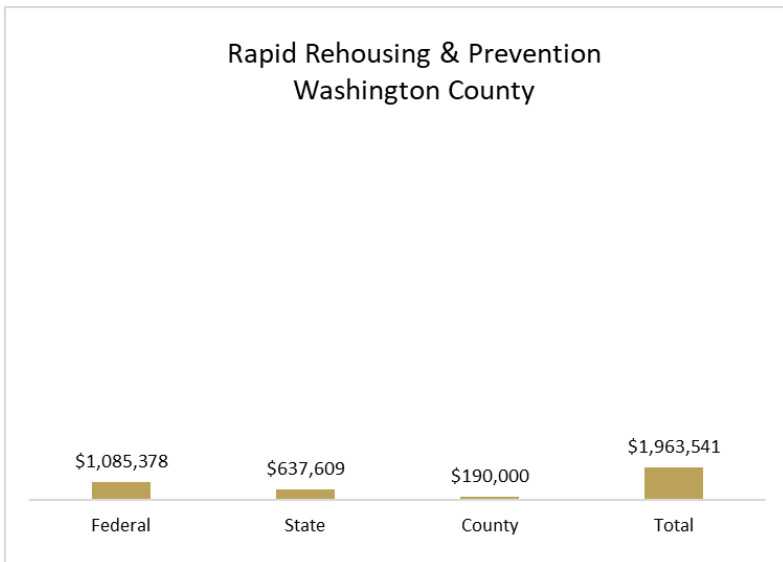 Rapid Rehousing & Prevention
Washington County
$1,085,378
$637,609
$190,000
$1,963,541
Federal
State
County
Total